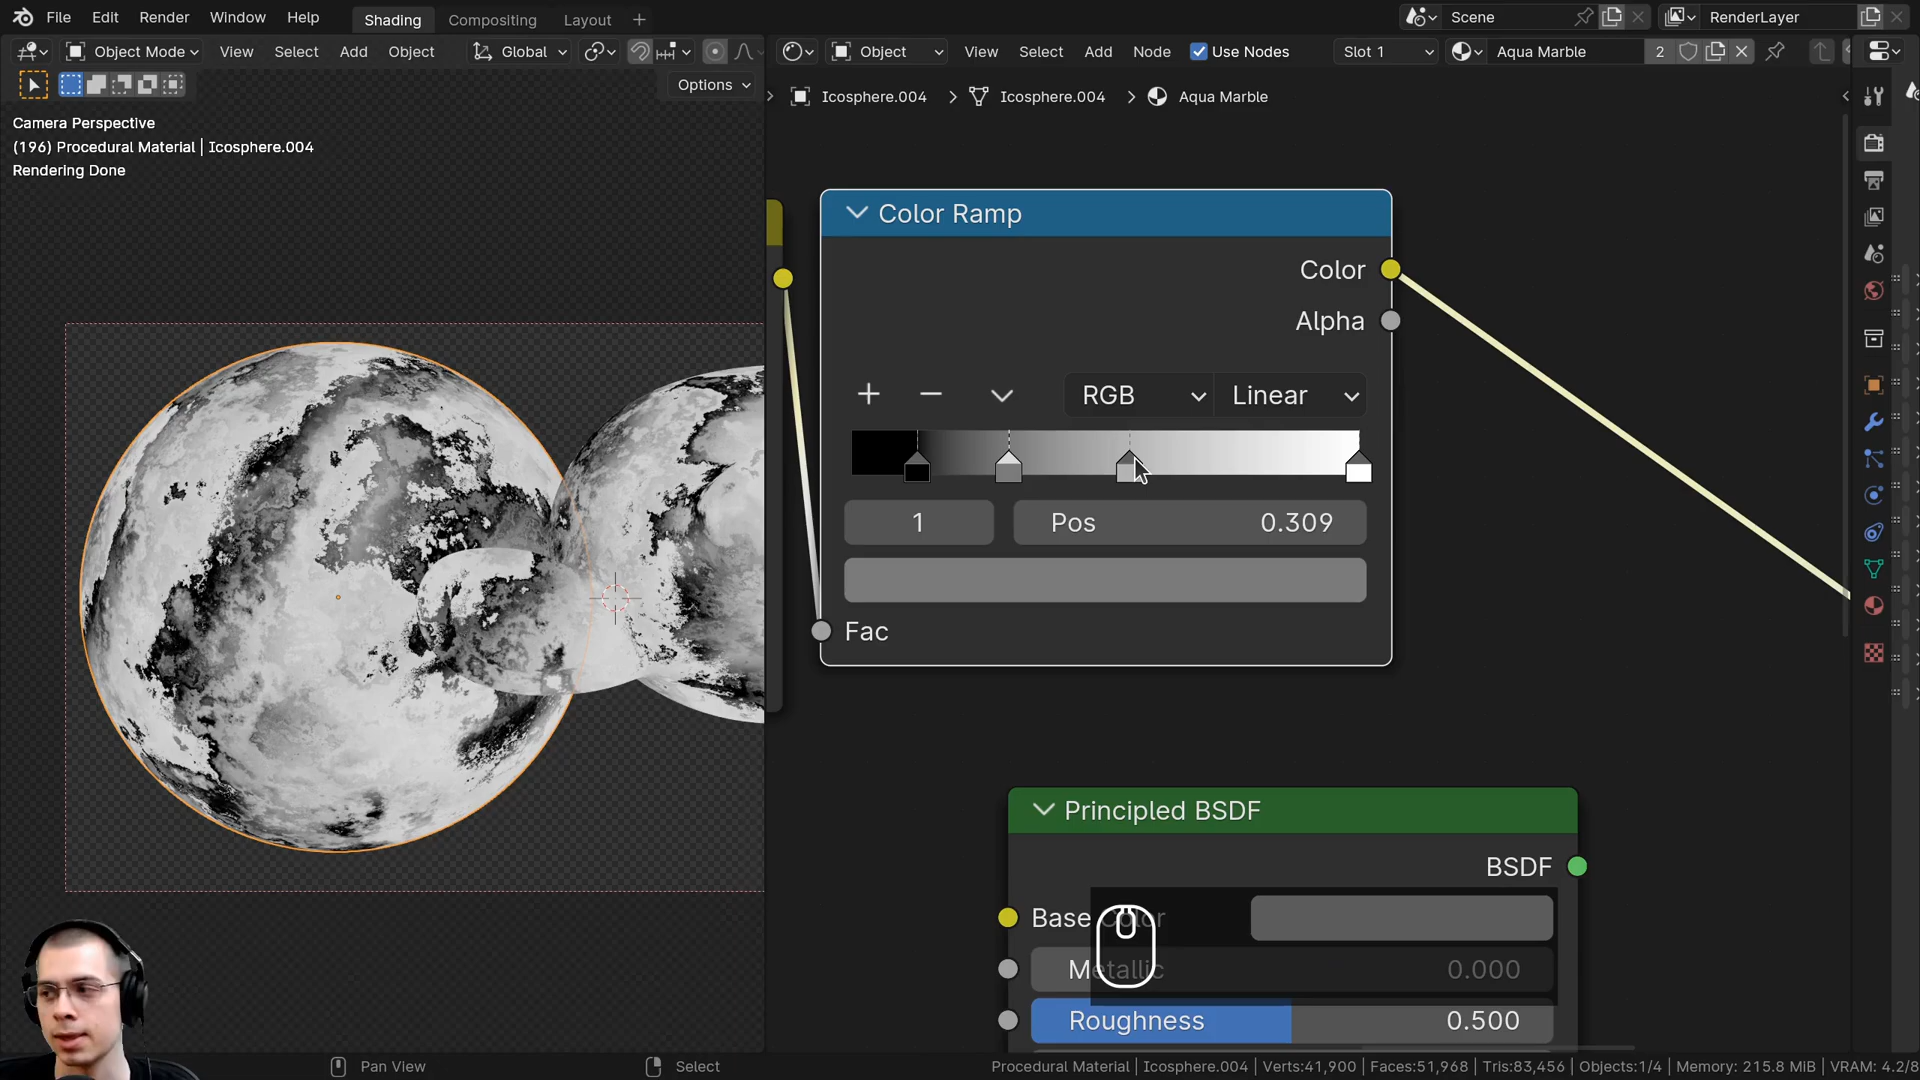 File Edit Render Window Help Shading Compositing Layout Scene RenderLayer
Object Mode View Select Add Object Global Object View Select Add Node Use Nodes Slot 1 Aqua Marble 2
Options
Icosphere.004 Icosphere.004 Aqua Marble
Camera Perspective
(196) Procedural Material | Icosphere.004
Rendering Done
Color Ramp
Color
Alpha
RGB Linear
1 Pos 0.309
Fac
Principled BSDF
BSDF
Base Color
Metallic 0.000
Roughness 0.500
Pan View Select Procedural Material | Icosphere.004 | Verts:41,900 | Faces:51,968 | Tris:83,456 | Objects:1/4 | Memory: 215.8 MiB | VRAM: 4.2/8